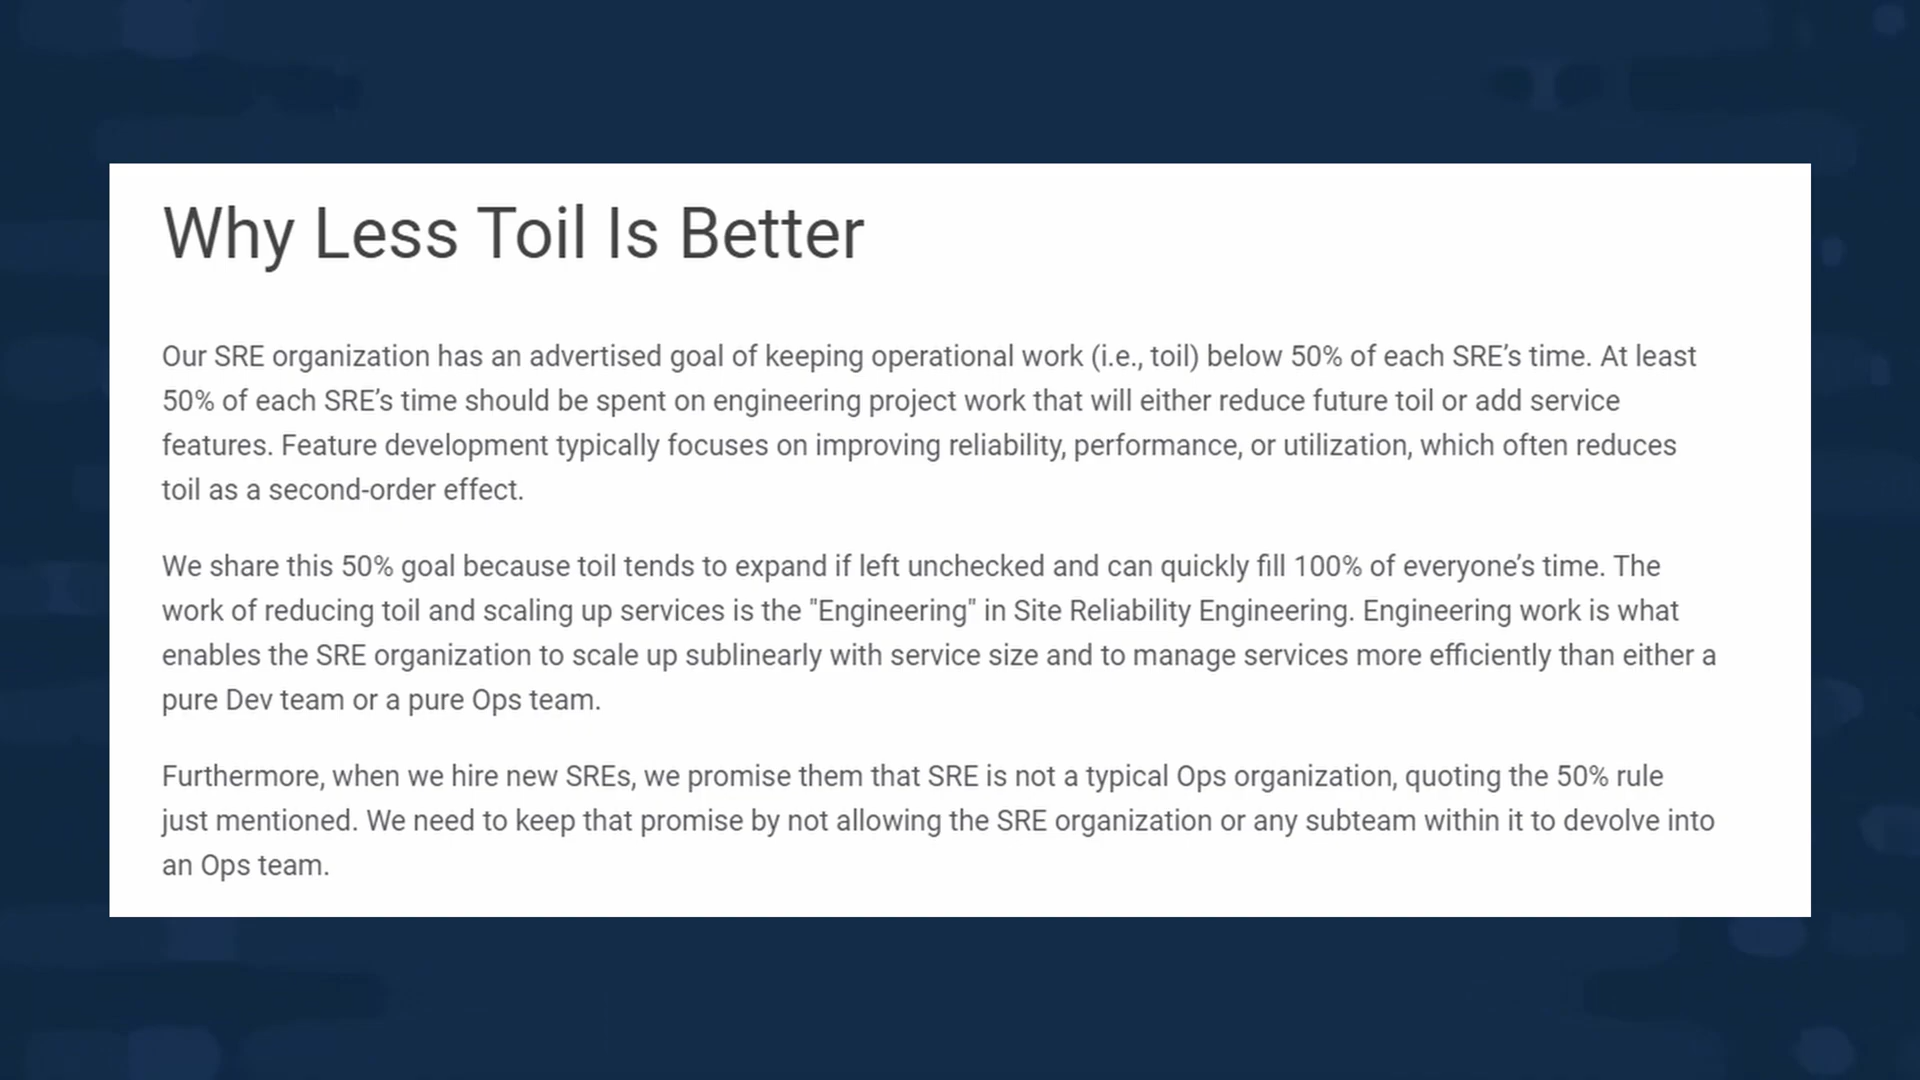 Why Less Toil Is Better
Our SRE organization has an advertised goal of keeping operational work (i.e., toil) below 50% of each SRE’s time. At least
50% of each SRE’s time should be spent on engineering project work that will either reduce future toil or add service
features. Feature development typically focuses on improving reliability, performance, or utilization, which often reduces
toil as a second-order effect.
We share this 50% goal because toil tends to expand if left unchecked and can quickly fill 100% of everyone’s time. The
work of reducing toil and scaling up services is the "Engineering" in Site Reliability Engineering. Engineering work is what
enables the SRE organization to scale up sublinearly with service size and to manage services more efficiently than either a
pure Dev team or a pure Ops team.
Furthermore, when we hire new SREs, we promise them that SRE is not a typical Ops organization, quoting the 50% rule
just mentioned. We need to keep that promise by not allowing the SRE organization or any subteam within it to devolve into
an Ops team.